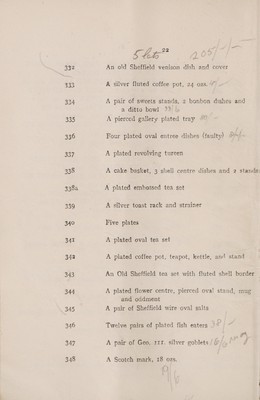 22
5 lots
205/-/-
332 An old Sheffield venison dish and cover
333 A silver fluted coffee pot, 24 ozs.
334 A pair of sweets stands, 2 bonbon dishes and
a ditto bowl
335 A pierced gallery plated tray
336 Four plated oval entree dishes (faulty)
337 A plated revolving tureen
338 A cake basket, 3 shell centre dishes and 2 stands
338a A plated embossed tea set
339 A silver toast rack and strainer
340 Five plates
341 A plated oval tea set
342 A plated coffee pot, teapot, kettle, and stand
343 An Old Sheffield tea set with fluted shell border
344 A plated flower centre, pierced oval stand, mug
and oddment
345 A pair of Sheffield wire oval salts
346 Twelve pairs of plated fish eaters 38/-
347 A pair of Geo. III. silver goblets
348 A Scotch mark, 18 ozs.